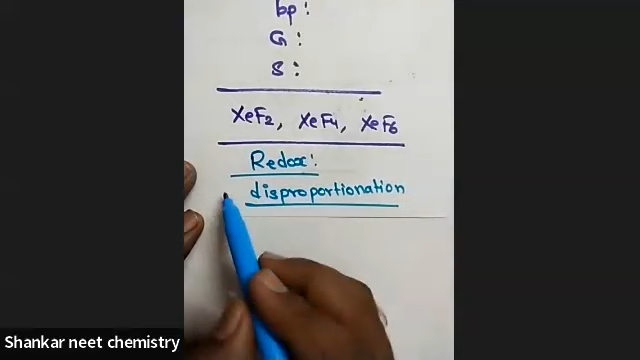 bp:
G:
S:
XeF2, XeF4, XeF6
Redox:
disproportionation
Shankar neet chemistry